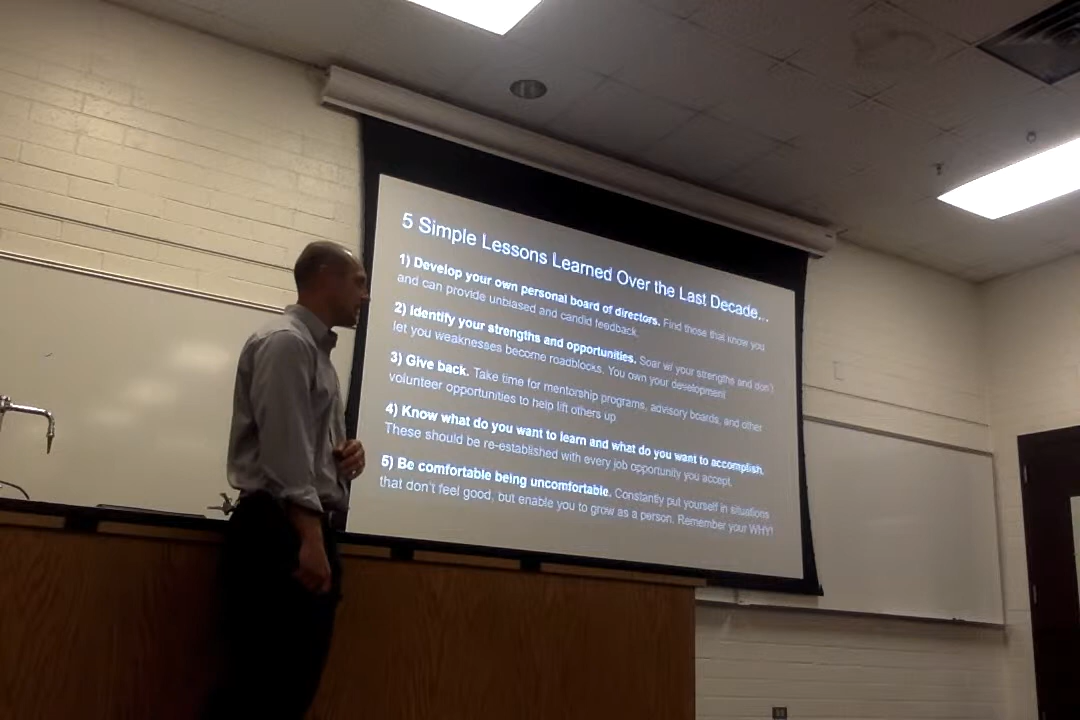 5 Simple Lessons Learned Over the Last Decade...
1) Develop your own personal board of directors. Find those that know you
and can provide unbiased and candid feedback.
2) Identify your strengths and opportunities. Soar w/ your strengths and don't
let you weaknesses become roadblocks. You own your development
3) Give back. Take time for mentorship programs, advisory boards, and other
volunteer opportunities to help lift others up
4) Know what do you want to learn and what do you want to accomplish.
These should be re-established with every job opportunity you accept.
5) Be comfortable being uncomfortable. Constantly put yourself in situations
that don't feel good, but enable you to grow as a person. Remember your WHY!